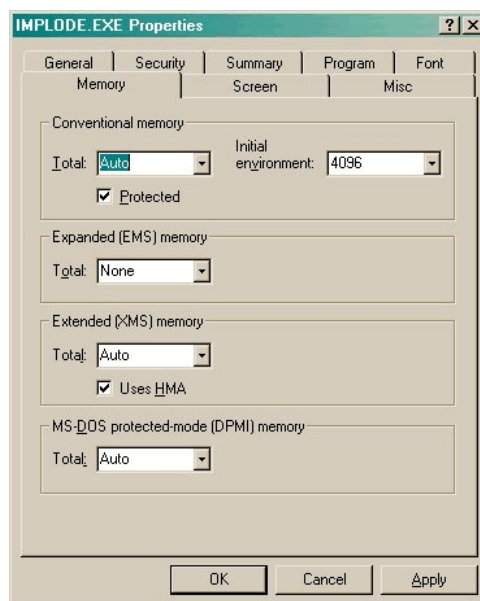 IMPLODE.EXE Properties
General Security Summary Program Font
Memory Screen Misc
Conventional memory
Total: Auto Initial environment: 4096
Protected
Expanded (EMS) memory
Total: None
Extended (XMS) memory
Total: Auto
Uses HMA
MS-DOS protected-mode (DPMI) memory
Total: Auto
OK Cancel Apply